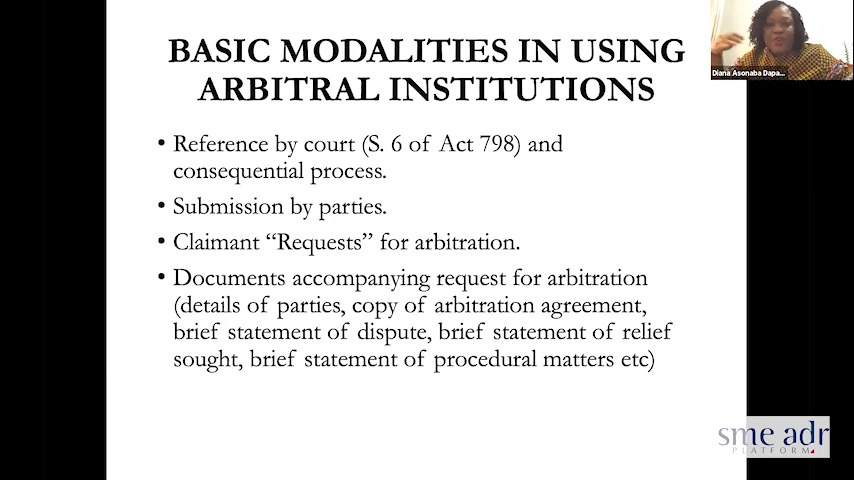 BASIC MODALITIES IN USING
ARBITRAL INSTITUTIONS
• Reference by court (S. 6 of Act 798) and
consequential process.
• Submission by parties.
• Claimant “Requests” for arbitration.
• Documents accompanying request for arbitration
(details of parties, copy of arbitration agreement,
brief statement of dispute, brief statement of relief
sought, brief statement of procedural matters etc)
Diana Asonaba Dapa...
sme adr
PLATFORM